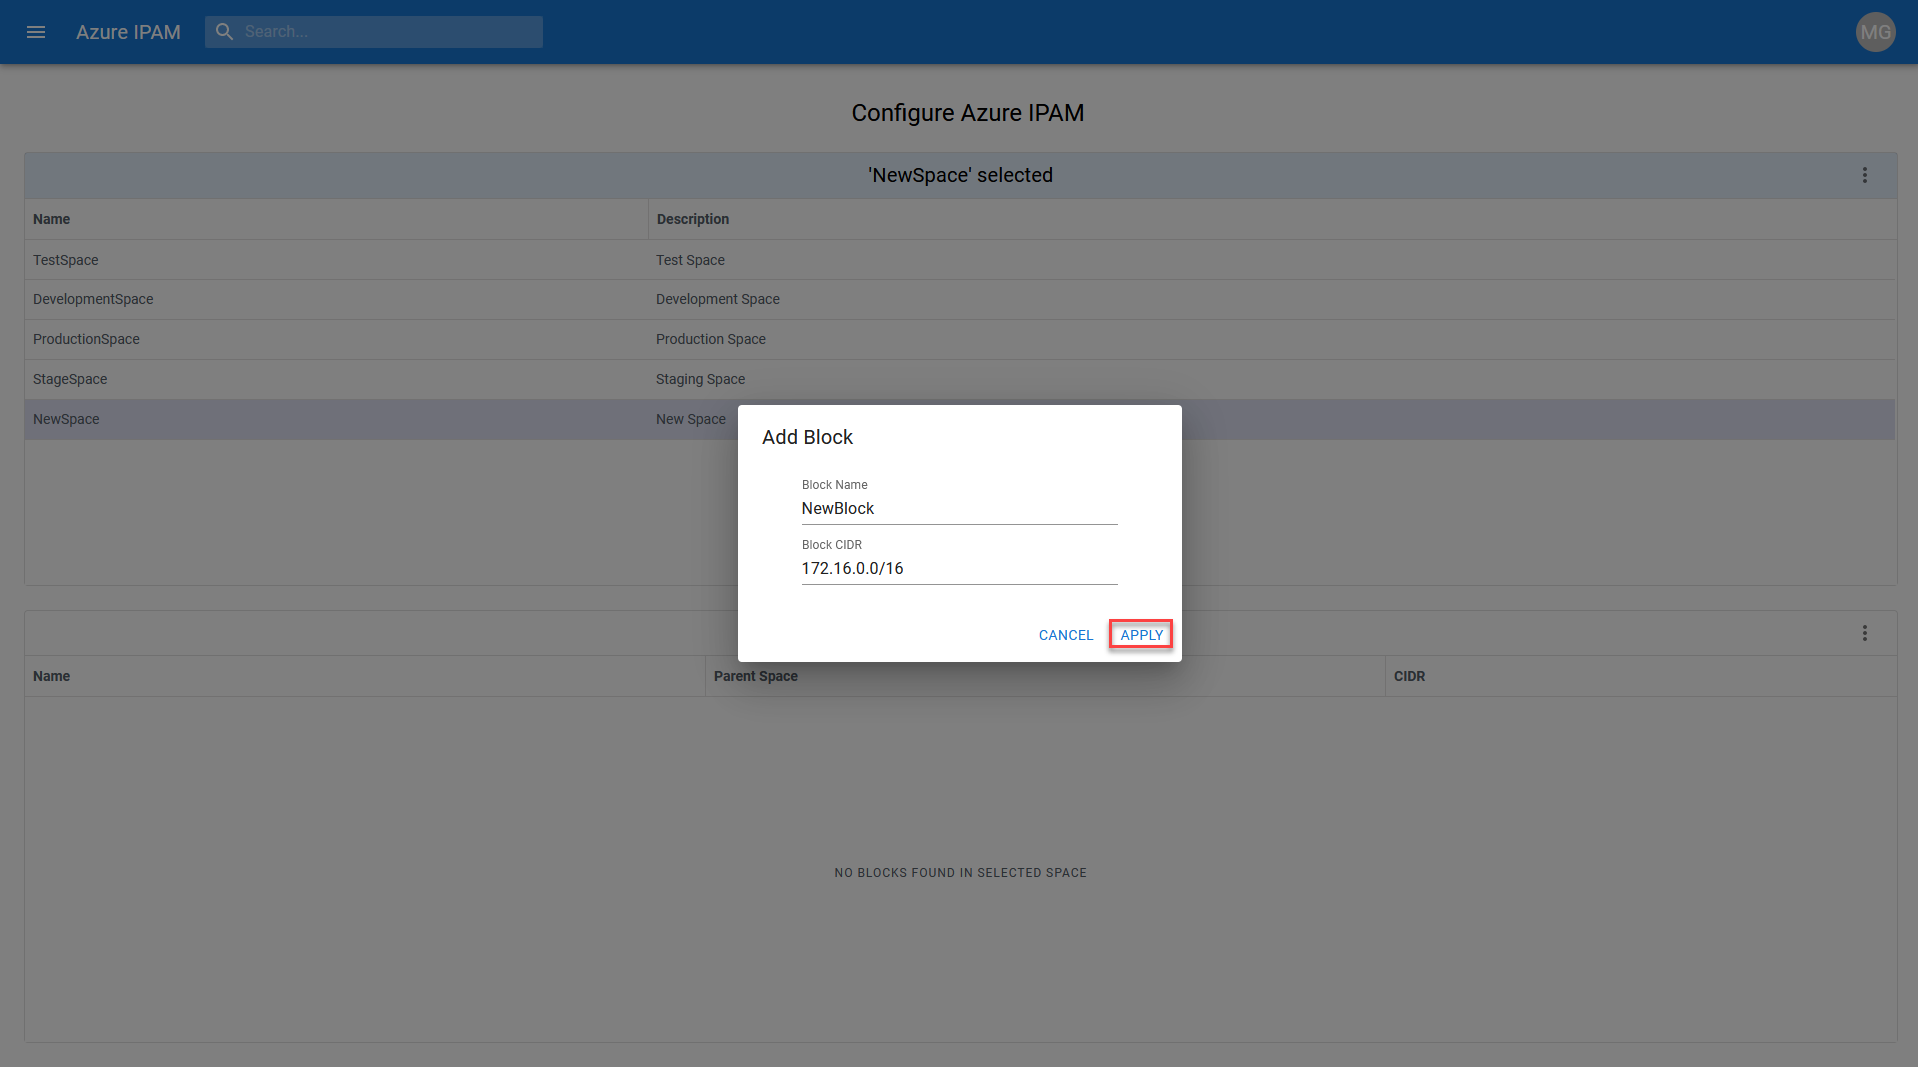 Azure IPAM
Search...
MG
Configure Azure IPAM
'NewSpace' selected
Name
Description
TestSpace
Test Space
DevelopmentSpace
Development Space
ProductionSpace
Production Space
StageSpace
Staging Space
NewSpace
New Space
Add Block
Block Name
NewBlock
Block CIDR
172.16.0.0/16
CANCEL
APPLY
Name
Parent Space
CIDR
NO BLOCKS FOUND IN SELECTED SPACE